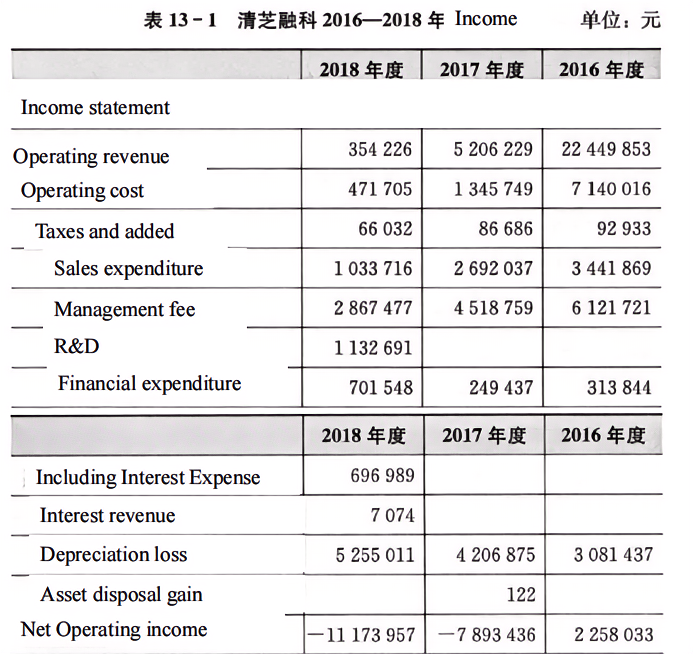 表 13-1 清芝融科 2016—2018 年 Income 单位：元
2018 年度 2017 年度 2016 年度
Income statement
Operating revenue 354 226 5 206 229 22 449 853
Operating cost 471 705 1 345 749 7 140 016
Taxes and added 66 032 86 686 92 933
Sales expenditure 1 033 716 2 692 037 3 441 869
Management fee 2 867 477 4 518 759 6 121 721
R&D 1 132 691
Financial expenditure 701 548 249 437 313 844
2018 年度 2017 年度 2016 年度
Including Interest Expense 696 989
Interest revenue 7 074
Depreciation loss 5 255 011 4 206 875 3 081 437
Asset disposal gain 122
Net Operating income —11 173 957 —7 893 436 2 258 033